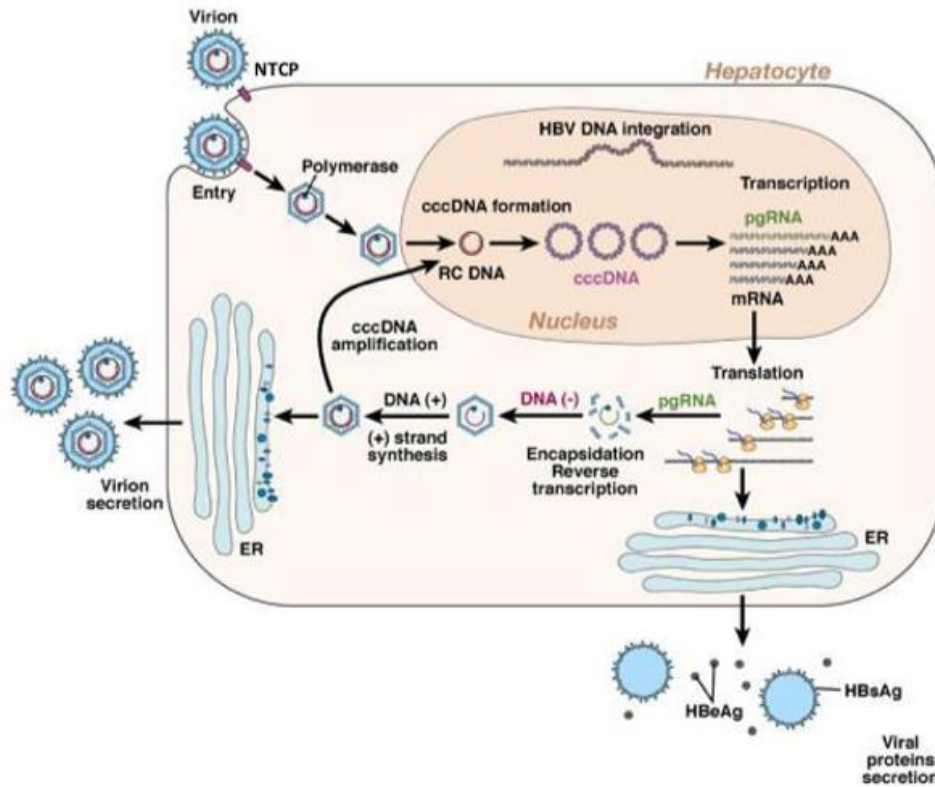 Virion
NTCP
Hepatocyte
HBV DNA integration
Polymerase
Transcription
Entry
cccDNA formation
pgRNA
AAA
AAA
AAA
AAA
RC DNA
cccDNA
mRNA
Nucleus
cccDNA
amplification
Translation
DNA (+)
DNA (-)
pgRNA
(+) strand
synthesis
Encapsidation
Reverse
transcription
Virion
secretion
ER
ER
HBeAg
HBsAg
Viral
proteins
secretion